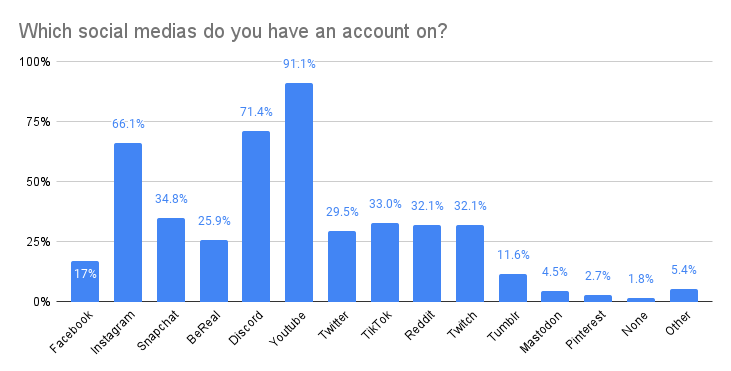 Which social medias do you have an account on?
100%
75%
50%
25%
0%
17%
66.1%
34.8%
25.9%
71.4%
91.1%
29.5%
33.0%
32.1%
32.1%
11.6%
4.5%
2.7%
1.8%
5.4%
Facebook
Instagram
Snapchat
BeReal
Discord
Youtube
Twitter
TikTok
Reddit
Twitch
Tumblr
Mastodon
Pinterest
None
Other